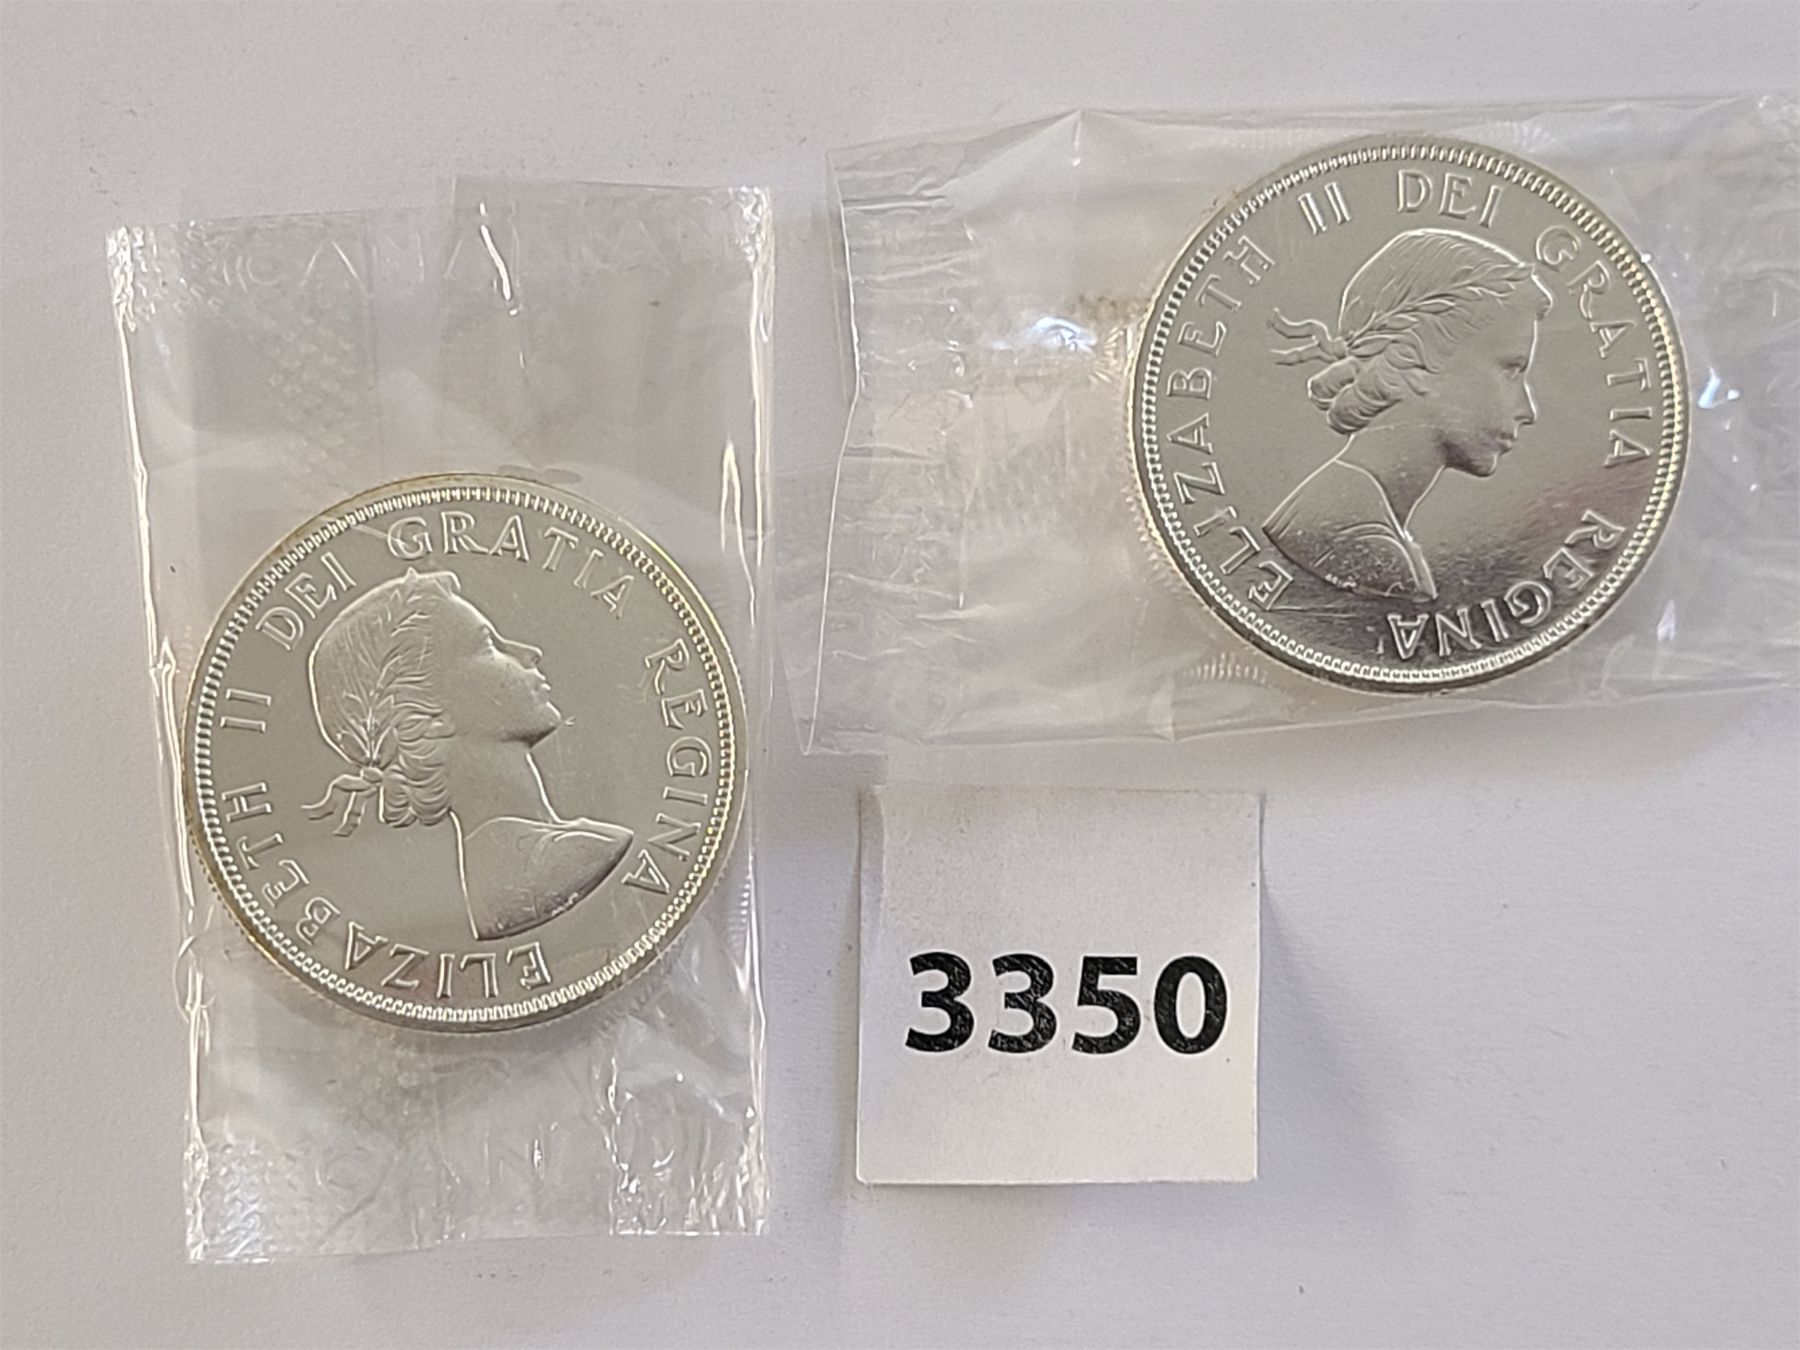 ELIZABETH II DEI GRATIA REGINA
ELIZABETH II DEI GRATIA REGINA
3350